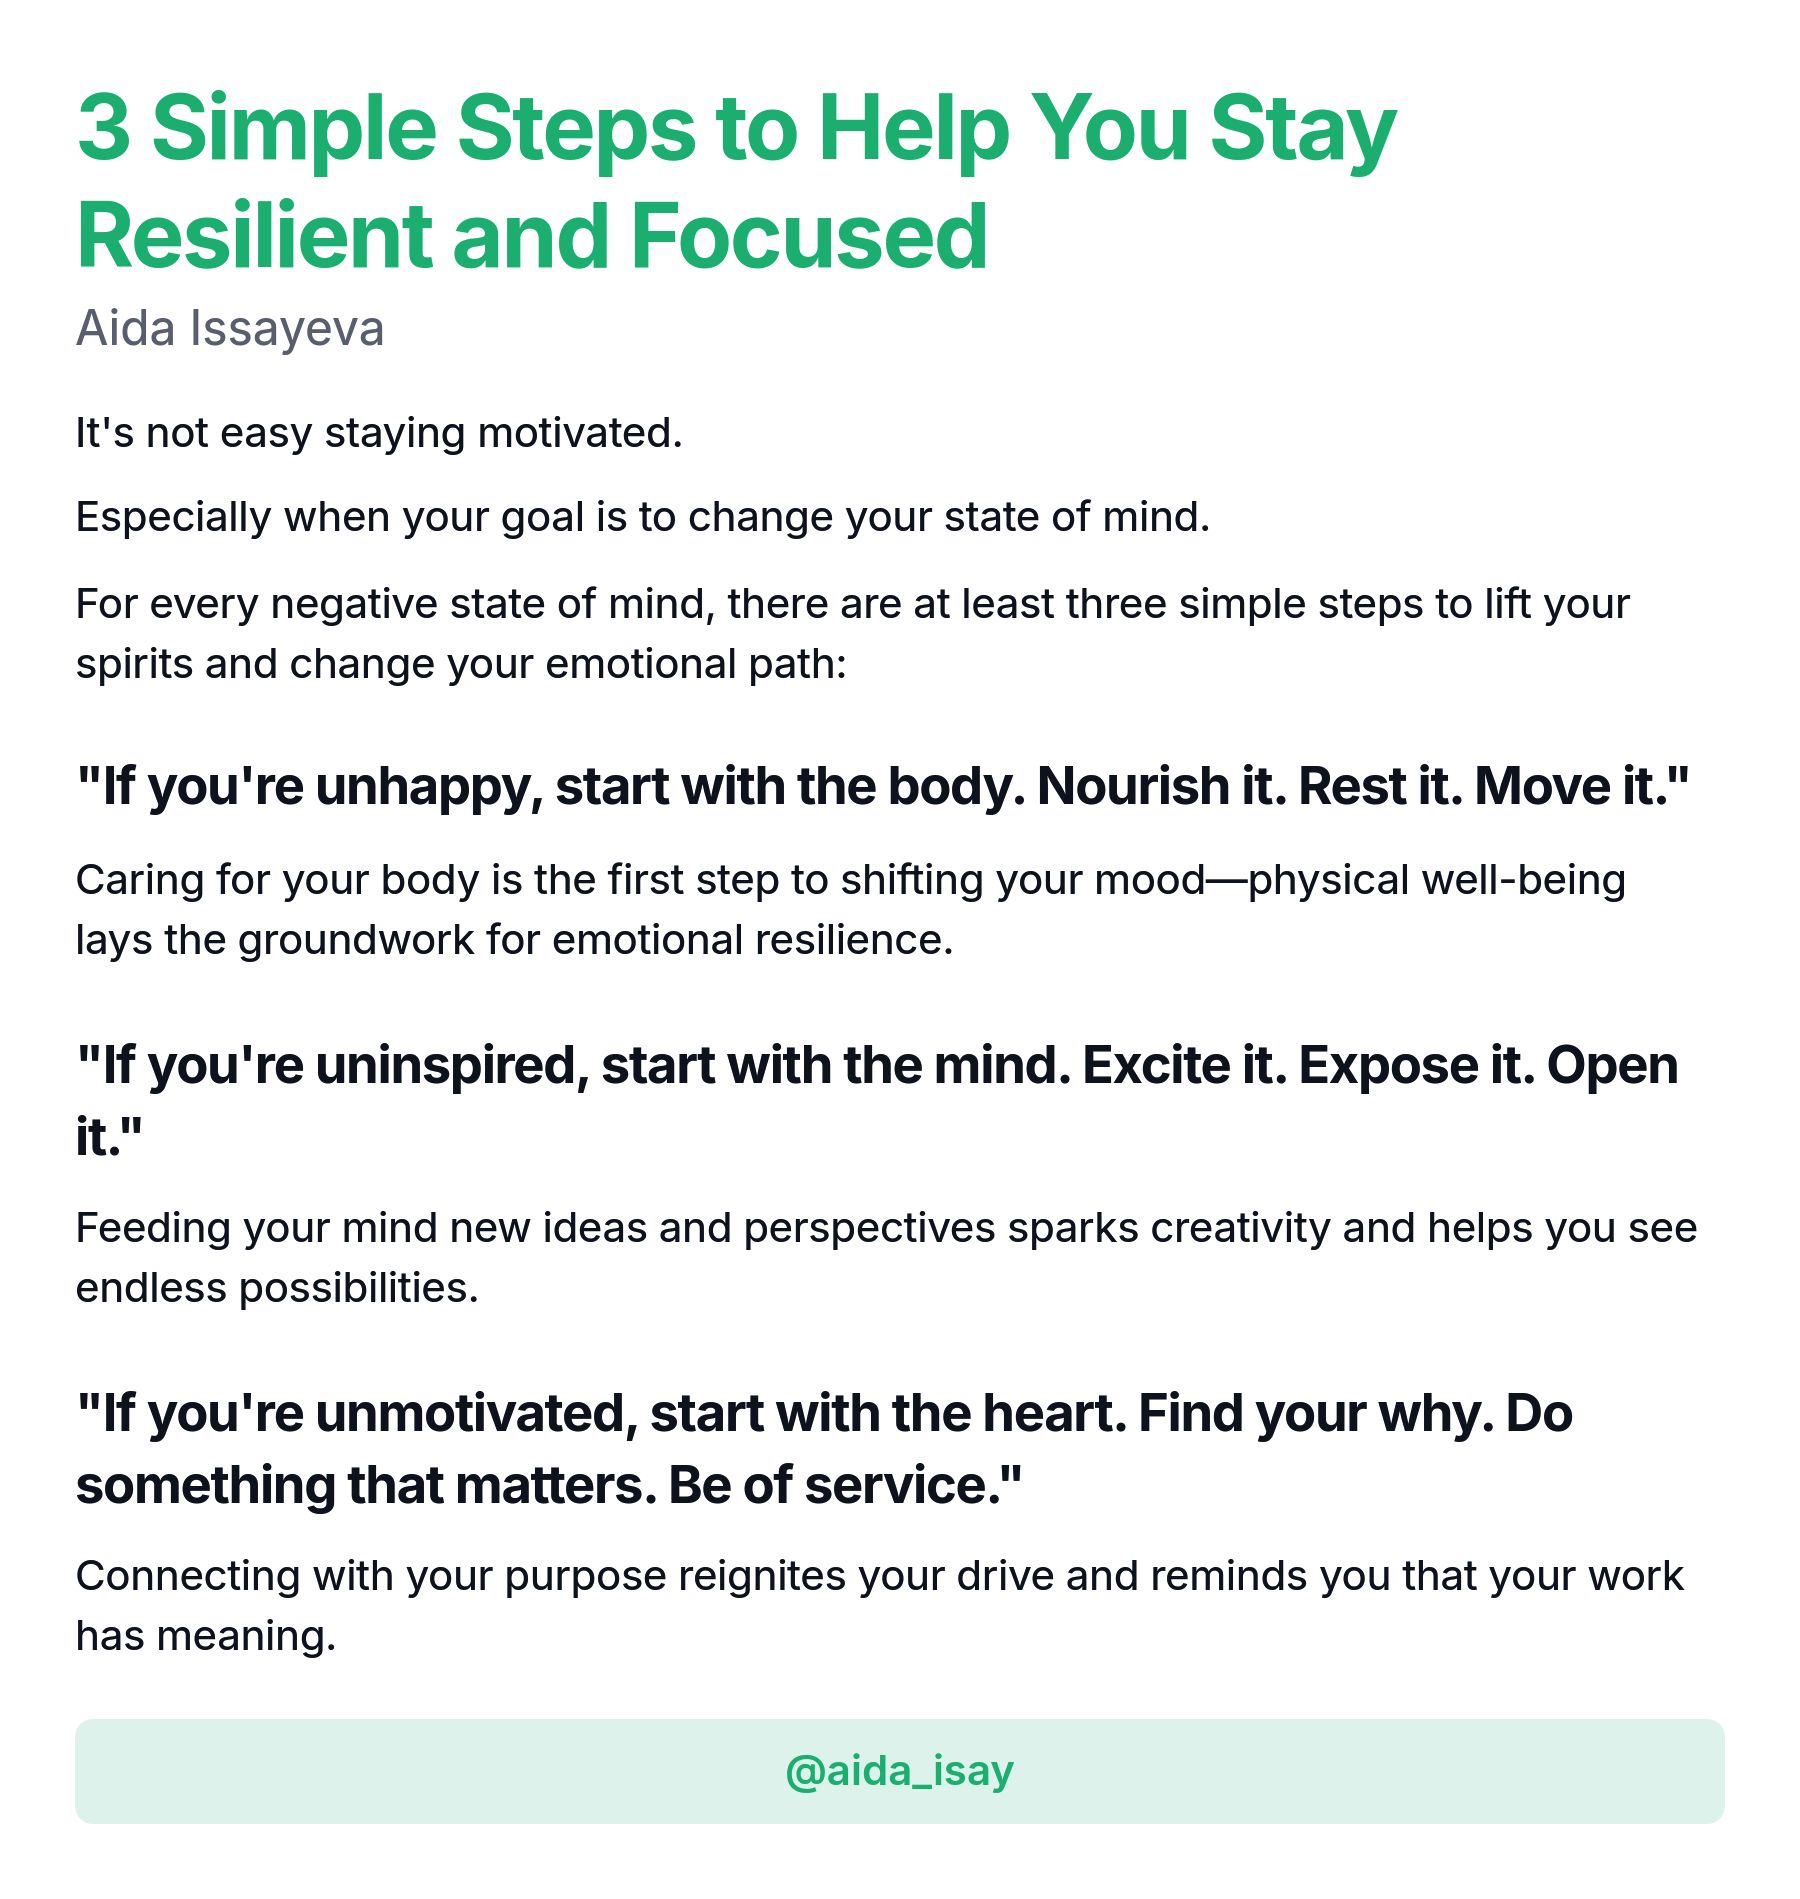 3 Simple Steps to Help You Stay
Resilient and Focused
Aida Issayeva
It's not easy staying motivated.
Especially when your goal is to change your state of mind.
For every negative state of mind, there are at least three simple steps to lift your
spirits and change your emotional path:
"If you're unhappy, start with the body. Nourish it. Rest it. Move it."
Caring for your body is the first step to shifting your mood—physical well-being
lays the groundwork for emotional resilience.
"If you're uninspired, start with the mind. Excite it. Expose it. Open
it."
Feeding your mind new ideas and perspectives sparks creativity and helps you see
endless possibilities.
"If you're unmotivated, start with the heart. Find your why. Do
something that matters. Be of service."
Connecting with your purpose reignites your drive and reminds you that your work
has meaning.
@aida_isay